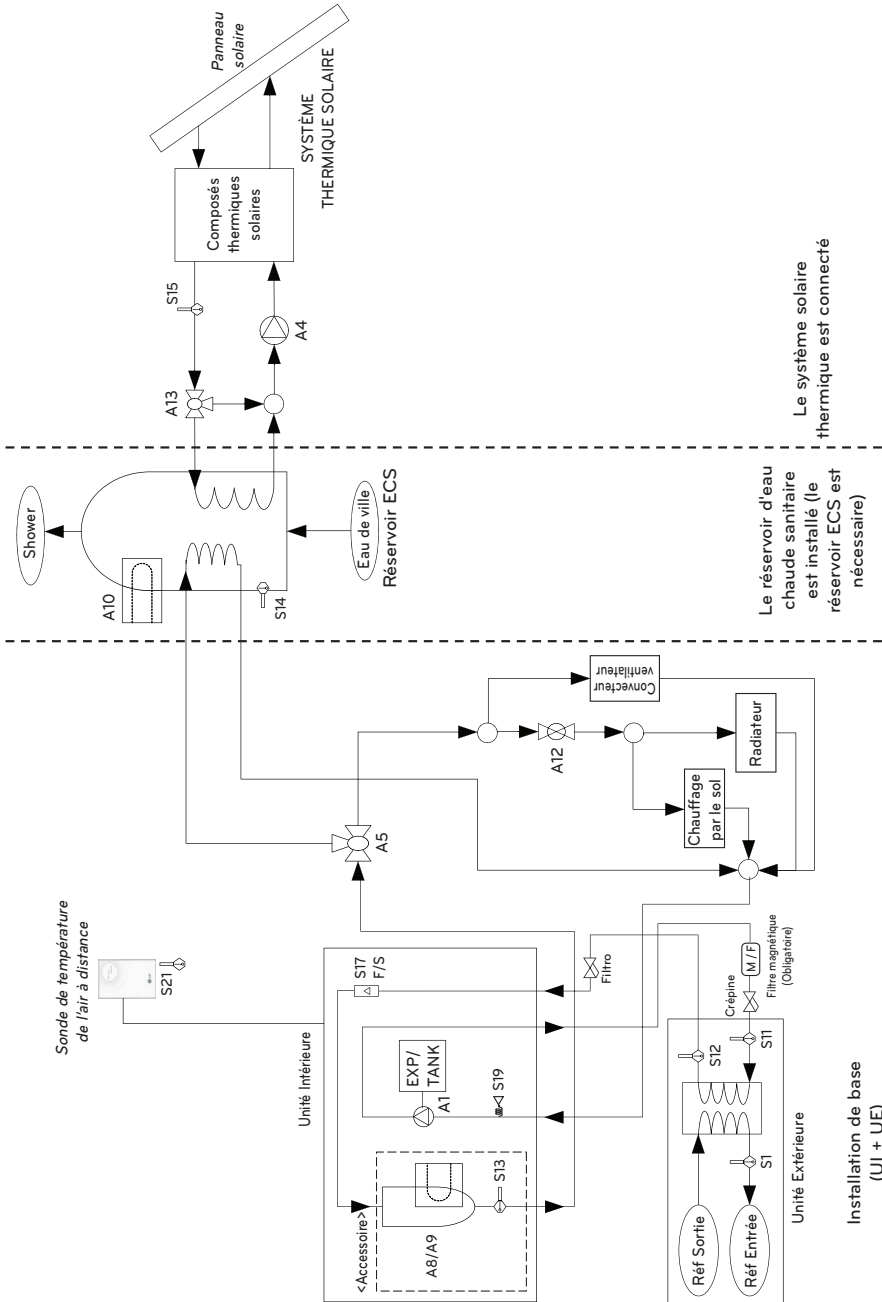 Sonde de température
de l'air à distance
S21
Unité Intérieure
<Accessoire>
A8/A9
S13
EXP/
TANK
A1
S19
S17
F/S
Filtro
Unité Extérieure
Réf Sortie
Réf Entrée
S1
S12
S11
Crépine
M / F
Filtre magnétique
(Obligatoire)
A5
A12
Chauffage
par le sol
Radiateur
Convecteur
ventilateur
Installation de base
(UI + UE)
Shower
A10
S14
Eau de ville
Réservoir ECS
Le réservoir d'eau
chaude sanitaire
est installé (le
réservoir ECS est
nécessaire)
A13
S15
A4
Composés
thermiques
solaires
Panneau
solaire
SYSTÈME
THERMIQUE SOLAIRE
Le système solaire
thermique est connecté